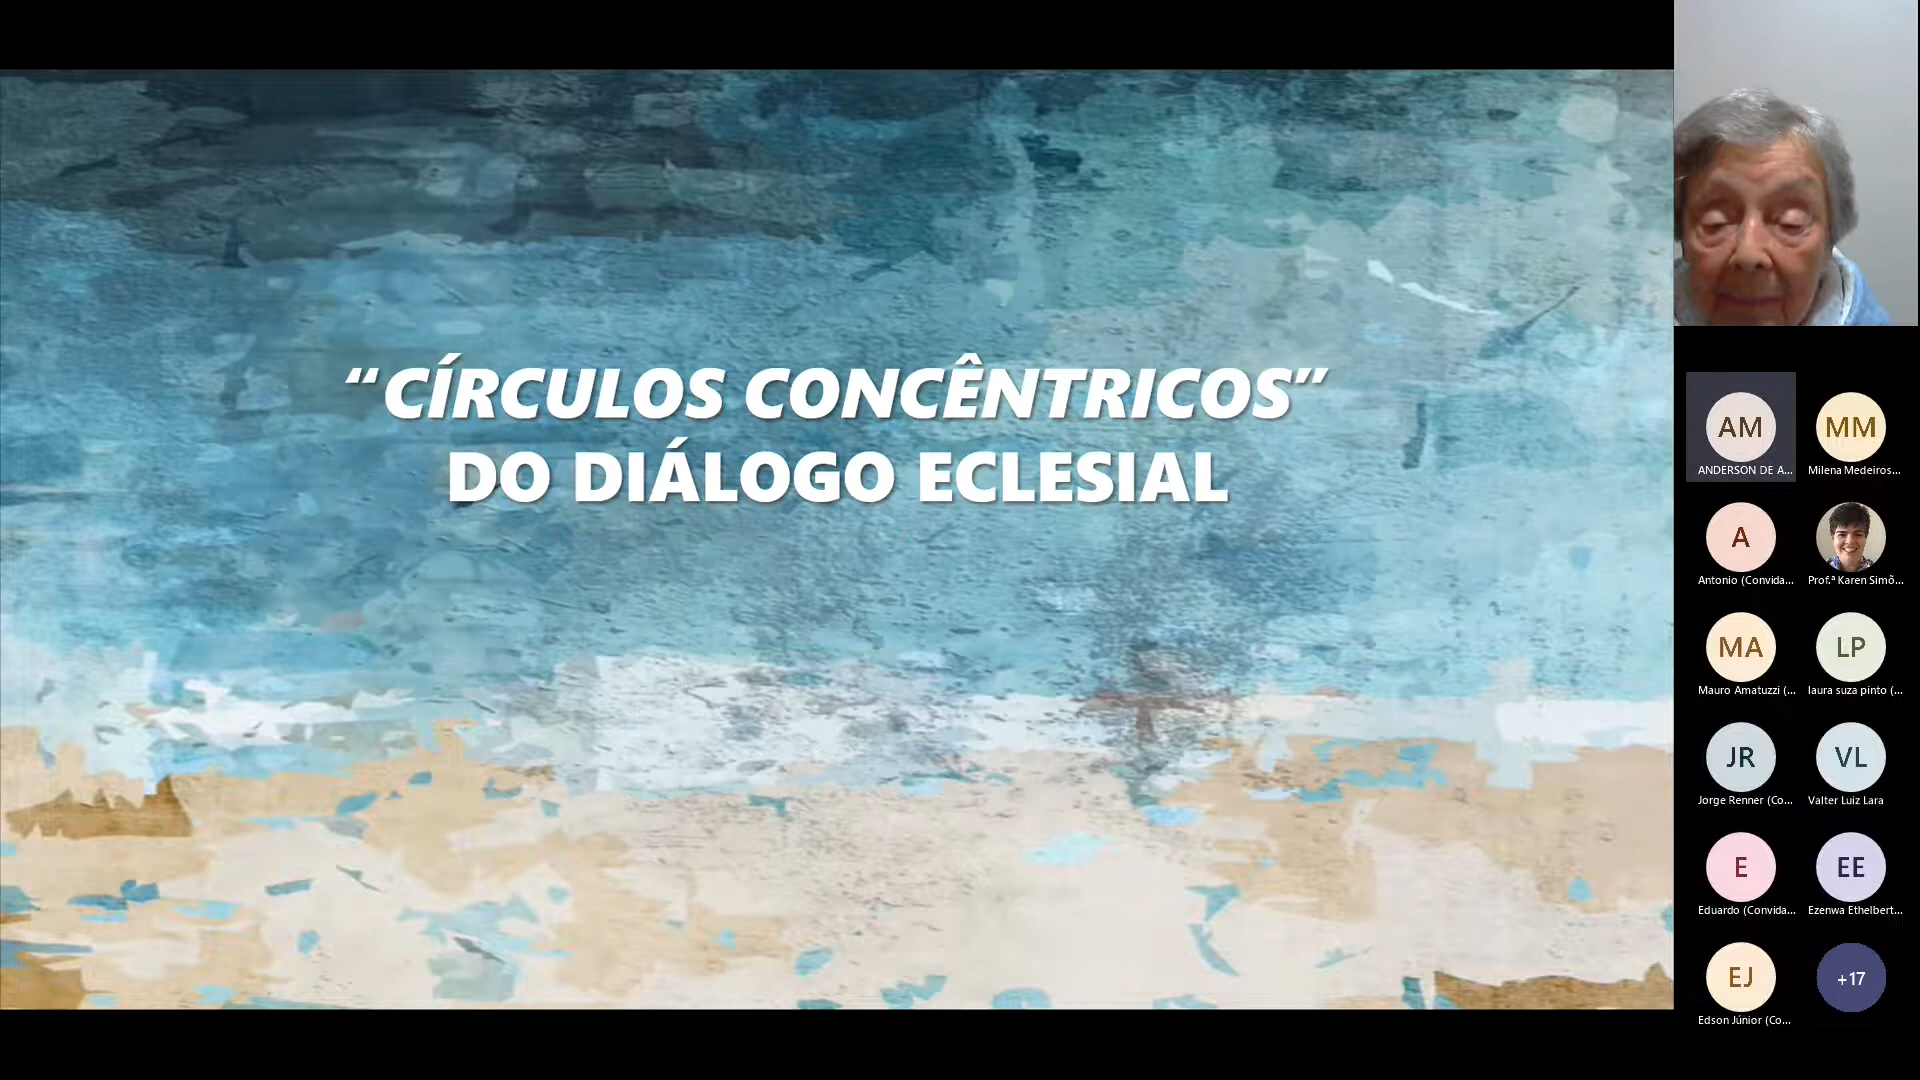 “CÍRCULOS CONCÊNTRICOS”
DO DIÁLOGO ECLESIAL
AM
ANDERSON DE A...
MM
Milena Medeiros...
A
Antonio (Convida...
Prof.ª Karen Simõ...
MA
Mauro Amatuzzi (...
LP
laura suza pinto (...
JR
Jorge Renner (Co...
VL
Valter Luiz Lara
E
Eduardo (Convida...
EE
Ezenwa Ethelbert...
EJ
Edson Júnior (Co...
+17